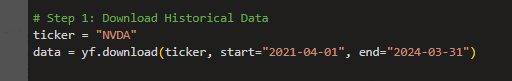 # Step 1: Download Historical Data
ticker = "NVDA"
data = yf.download(ticker, start="2021-04-01", end="2024-03-31")